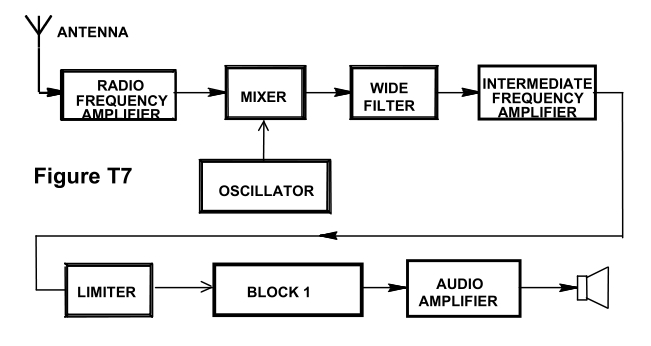 ANTENNA
RADIO
FREQUENCY
AMPLIFIER
MIXER
WIDE
FILTER
INTERMEDIATE
FREQUENCY
AMPLIFIER
Figure T7
OSCILLATOR
LIMITER
BLOCK 1
AUDIO
AMPLIFIER